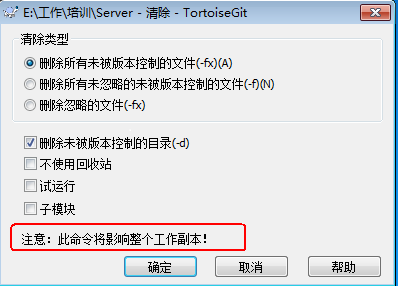 E:\工作\培训\Server - 清除 - TortoiseGit
清除类型
删除所有未被版本控制的文件(-fx)(A)
删除所有未忽略的未被版本控制的文件(-f)(N)
删除忽略的文件(-fx)
删除未被版本控制的目录(-d)
不使用回收站
试运行
子模块
注意：此命令将影响整个工作副本！
确定 取消 帮助